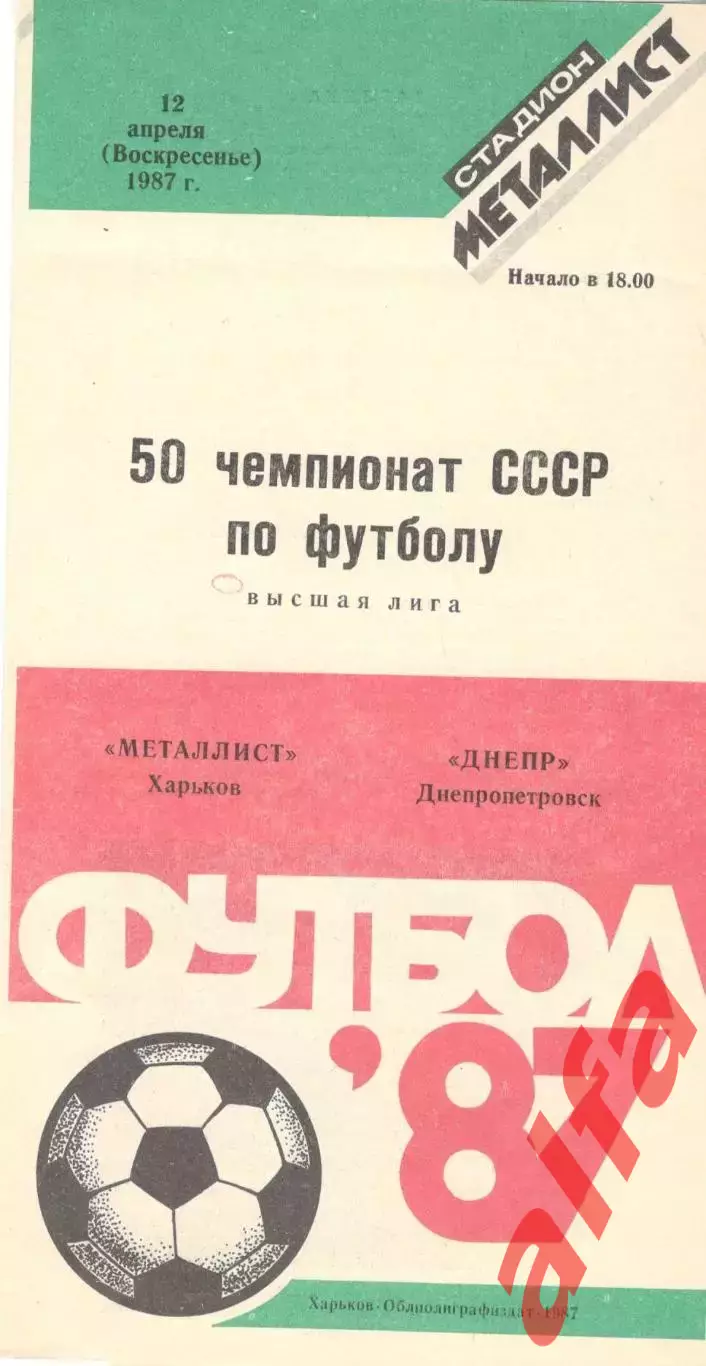 12
апреля
(Воскресенье)
1987 г.
СТАДИОН
МЕТАЛЛИСТ
Начало в 18.00
50 чемпионат СССР
по футболу
высшая лига
«МЕТАЛЛИСТ»
Харьков
«ДНЕПР»
Днепропетровск
ФУТБОЛ
'87
alfa
Харьков-Облполиграфиздат-1987